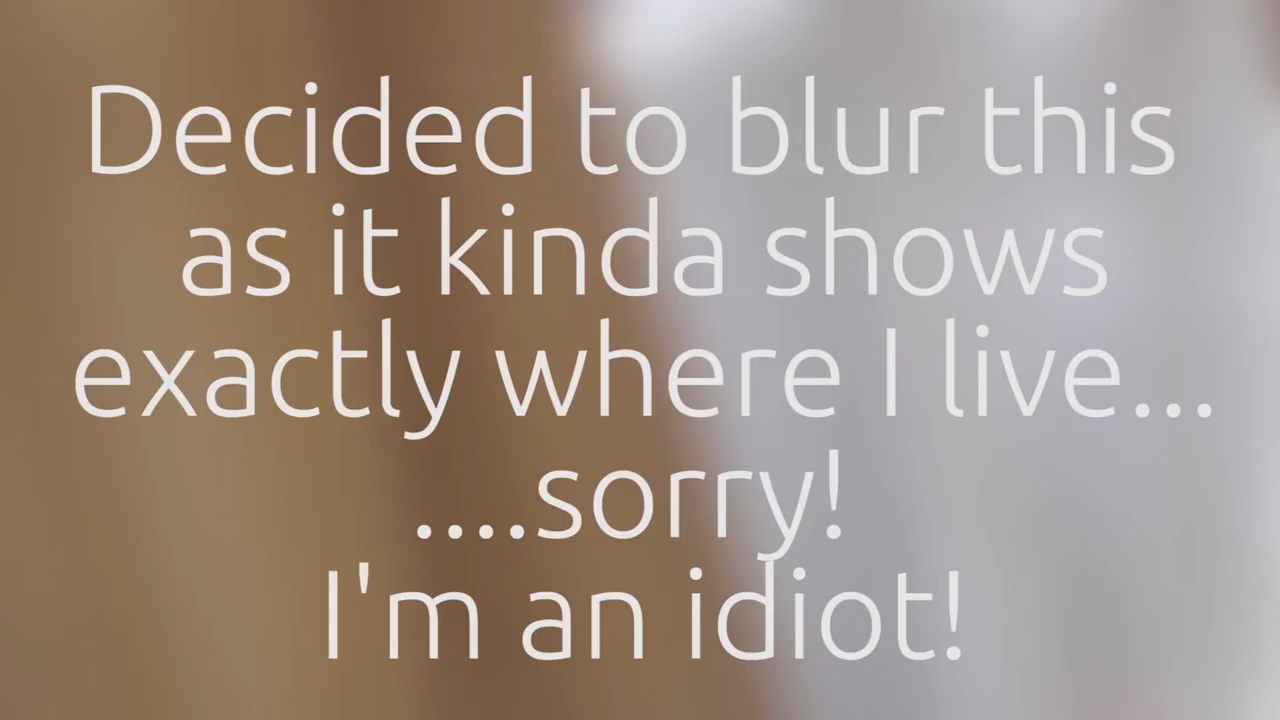 Decided to blur this
as it kinda shows
exactly where I live...
....sorry!
I'm an idiot!